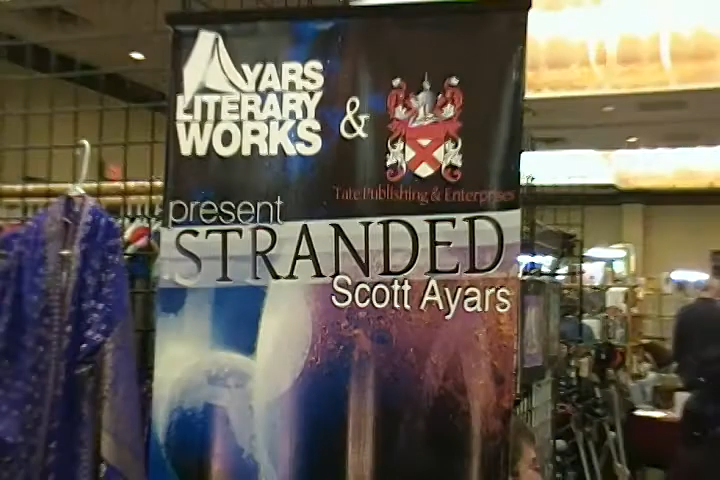 AYARS
LITERARY
WORKS
&
Tate Publishing & Enterprises
present
STRANDED
Scott Ayars